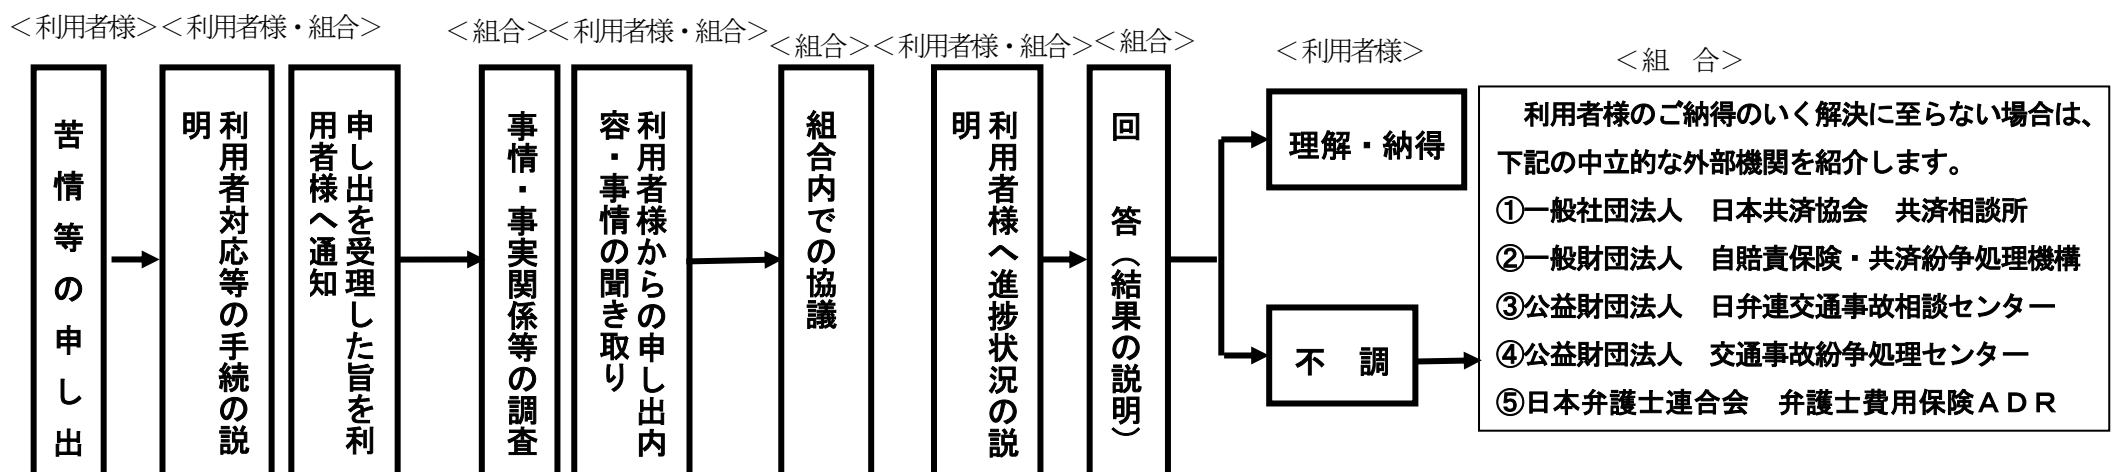 ＜利用者様＞
＜利用者様・組合＞
＜組合＞
＜利用者様・組合＞
＜組合＞
＜利用者様・組合＞
＜組合＞
＜利用者様＞
＜組　合＞
苦情等の申し出
利用者対応等の手続の説
明
申し出を受理した旨を利
用者様へ通知
事情・事実関係等の調査
利用者様からの申し出内
容・事情の聞き取り
組合内での協議
利用者様へ進捗状況の説
明
回　答（結果の説明）
理解・納得
不　調
利用者様のご納得のいく解決に至らない場合は、
下記の中立的な外部機関を紹介します。
①一般社団法人　日本共済協会　共済相談所
②一般財団法人　自賠責保険・共済紛争処理機構
③公益財団法人　日弁連交通事故相談センター
④公益財団法人　交通事故紛争処理センター
⑤日本弁護士連合会　弁護士費用保険ＡＤＲ